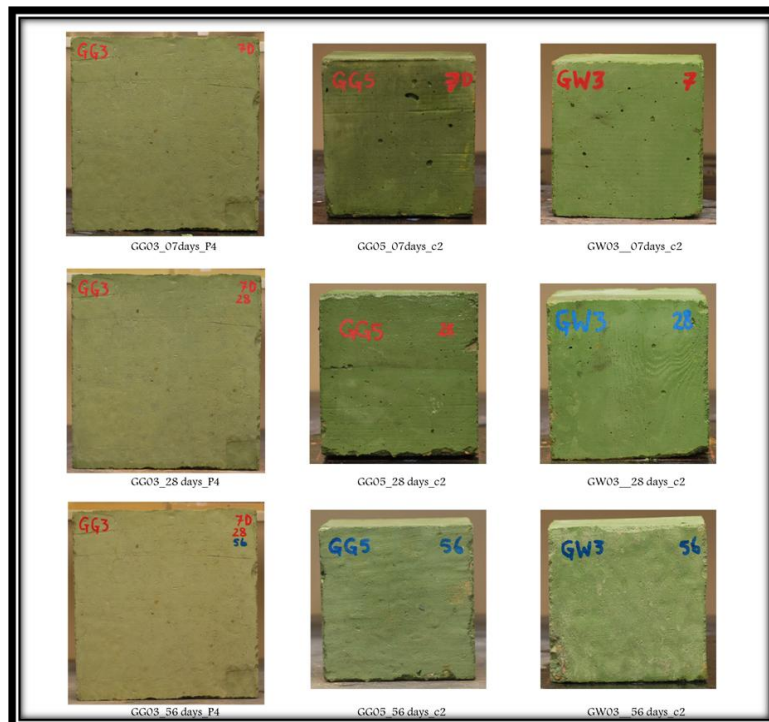 GG3 7D
GG5 7D
GW3 7
GG03_07days_P4
GG05_07days_c2
GW03__07days_c2
GG3 7D
28
GG5 28
GW3 28
GG03_28 days_P4
GG05_28 days_c2
GW03__28 days_c2
GG3 7D
28
56
GG5 56
GW3 56
GG03_56 days_P4
GG05_56 days_c2
GW03__56 days_c2